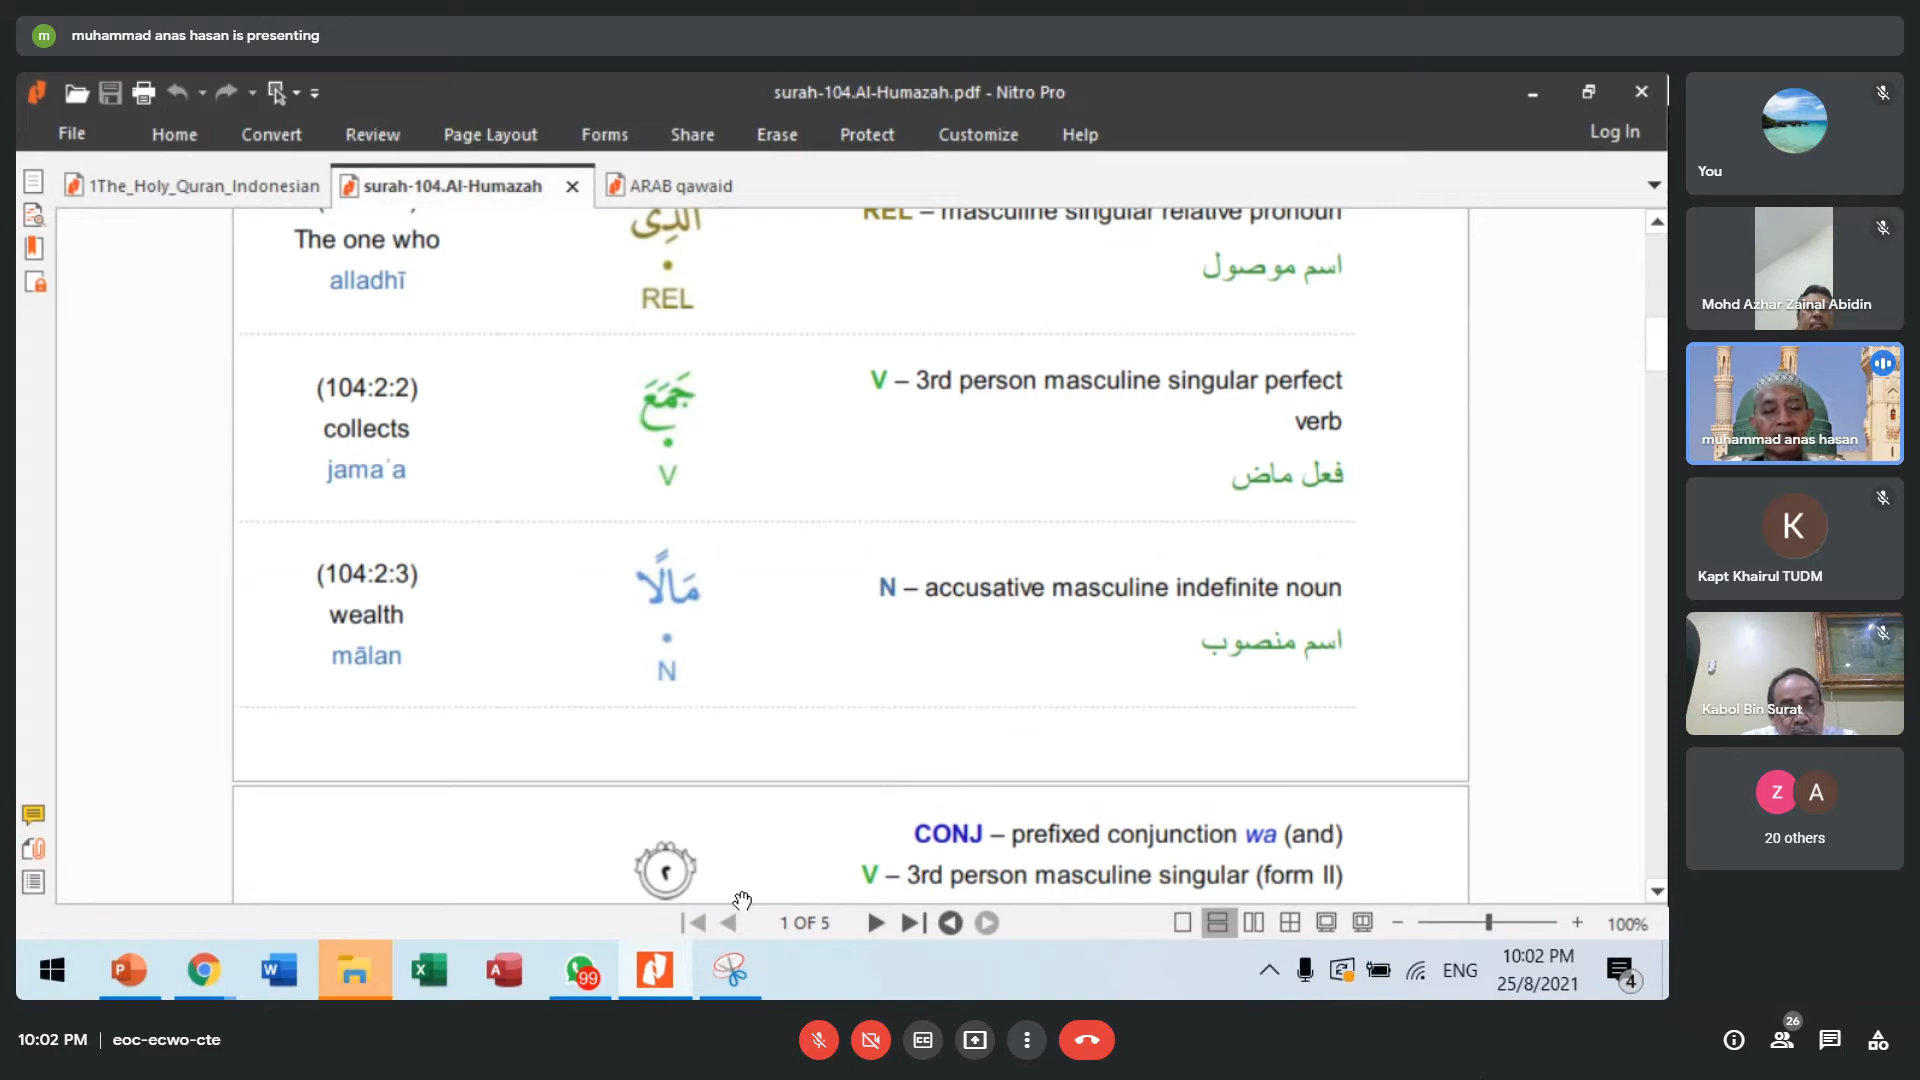 m muhammad anas hasan is presenting
surah-104.Al-Humazah.pdf - Nitro Pro
File Home Convert Review Page Layout Forms Share Erase Protect Customize Help Log In
1The_Holy_Quran_Indonesian surah-104.Al-Humazah ARAB qawaid
The one who
alladhī
الذى
REL
REL – masculine singular relative pronoun
اسم موصول
(104:2:2)
collects
jamaʿa
جَمَعَ
V
V – 3rd person masculine singular perfect
verb
فعل ماض
(104:2:3)
wealth
mālan
مَالًا
N
N – accusative masculine indefinite noun
اسم منصوب
٢
CONJ – prefixed conjunction wa (and)
V – 3rd person masculine singular (form II)
1 OF 5
100%
99
ENG
10:02 PM
25/8/2021
4
You
Mohd Azhar Zainal Abidin
muhammad anas hasan
K
Kapt Khairul TUDM
Kabol Bin Surat
Z A
20 others
10:02 PM | eoc-ecwo-cte
26